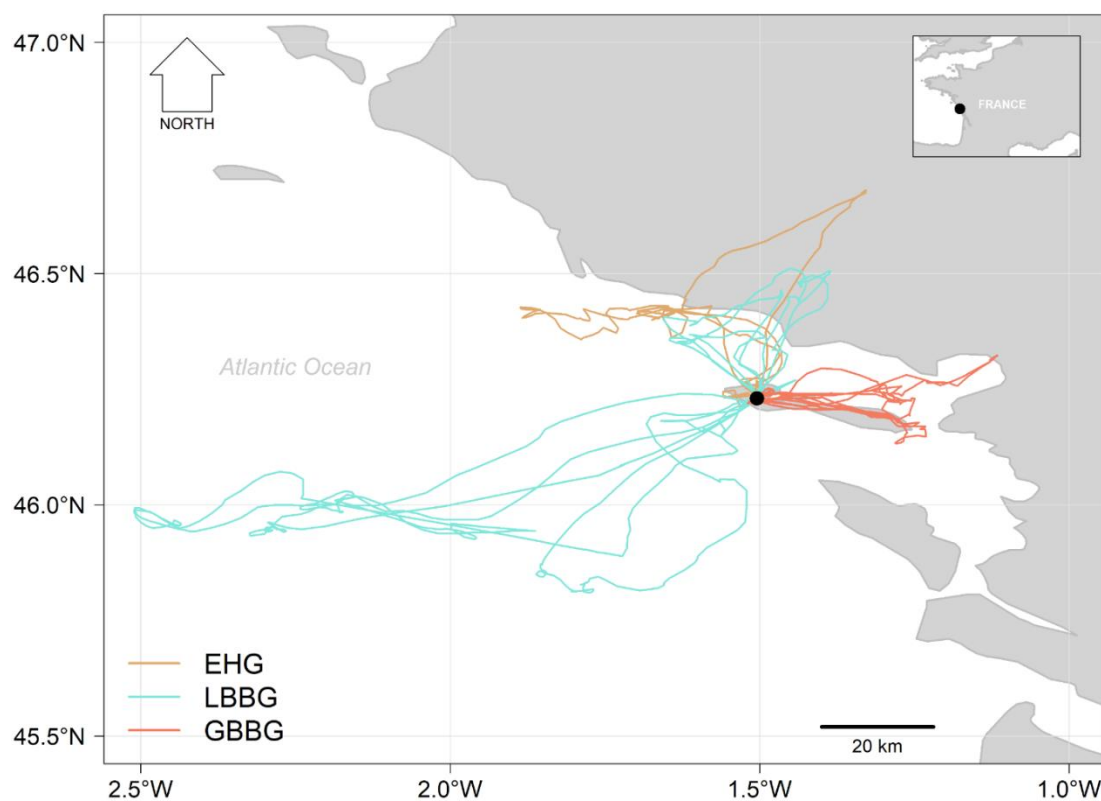 47.0°N
46.5°N
46.0°N
45.5°N
NORTH
FRANCE
Atlantic Ocean
EHG
LBBG
GBBG
20 km
2.5°W 2.0°W 1.5°W 1.0°W